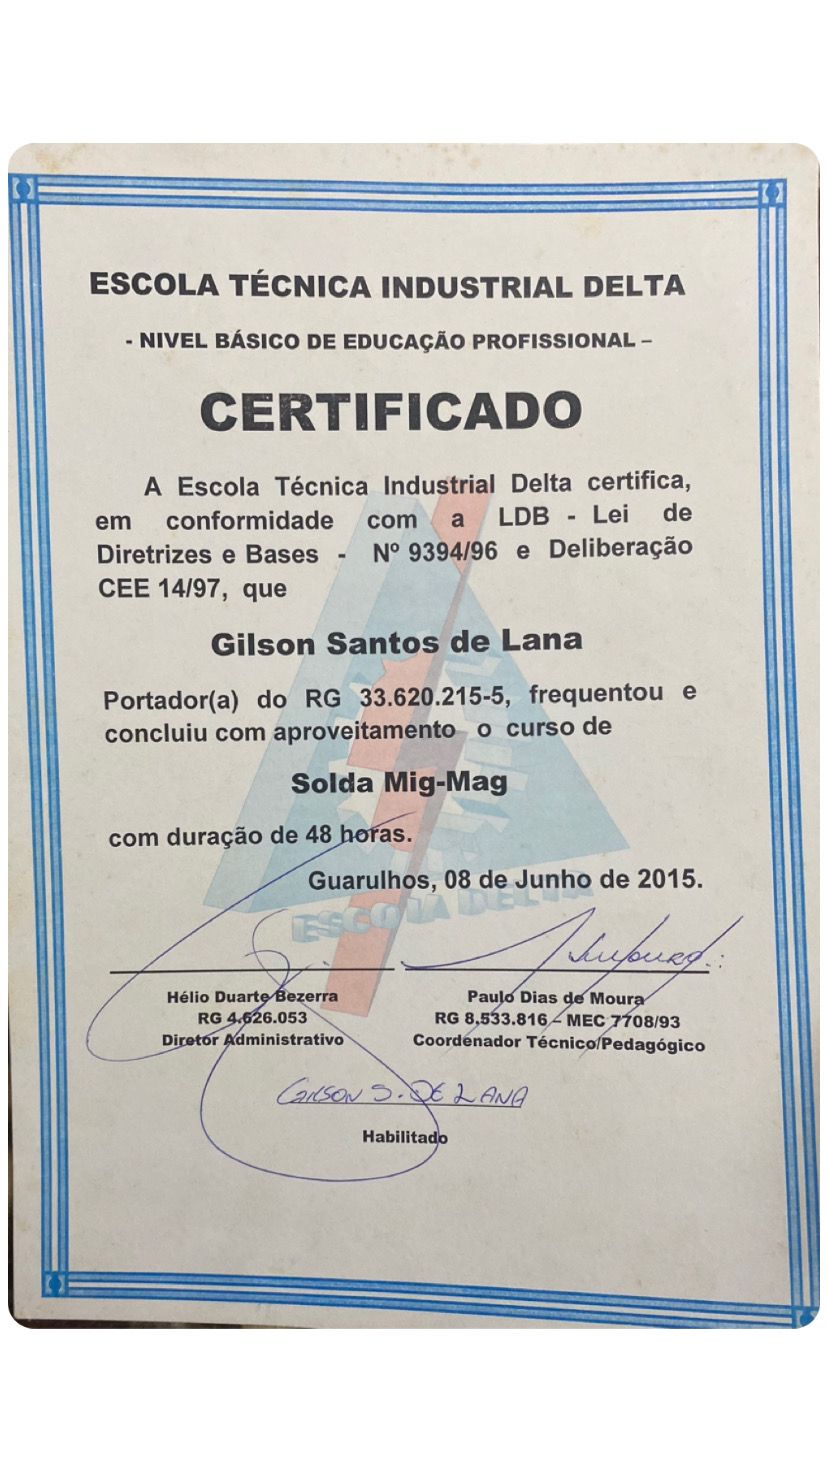 ESCOLA TÉCNICA INDUSTRIAL DELTA
- NIVEL BÁSICO DE EDUCAÇÃO PROFISSIONAL –
CERTIFICADO
A Escola Técnica Industrial Delta certifica,
em conformidade com a LDB - Lei de
Diretrizes e Bases - Nº 9394/96 e Deliberação
CEE 14/97, que
Gilson Santos de Lana
Portador(a) do RG 33.620.215-5, frequentou e
concluiu com aproveitamento o curso de
Solda Mig-Mag
com duração de 48 horas.
Guarulhos, 08 de Junho de 2015.
ESCOLA DELTA
Hélio Duarte Bezerra
RG 4.626.053
Diretor Administrativo
Paulo Dias de Moura
RG 8.533.816 – MEC 7708/93
Coordenador Técnico/Pedagógico
GILSON S. DE LANA
Habilitado